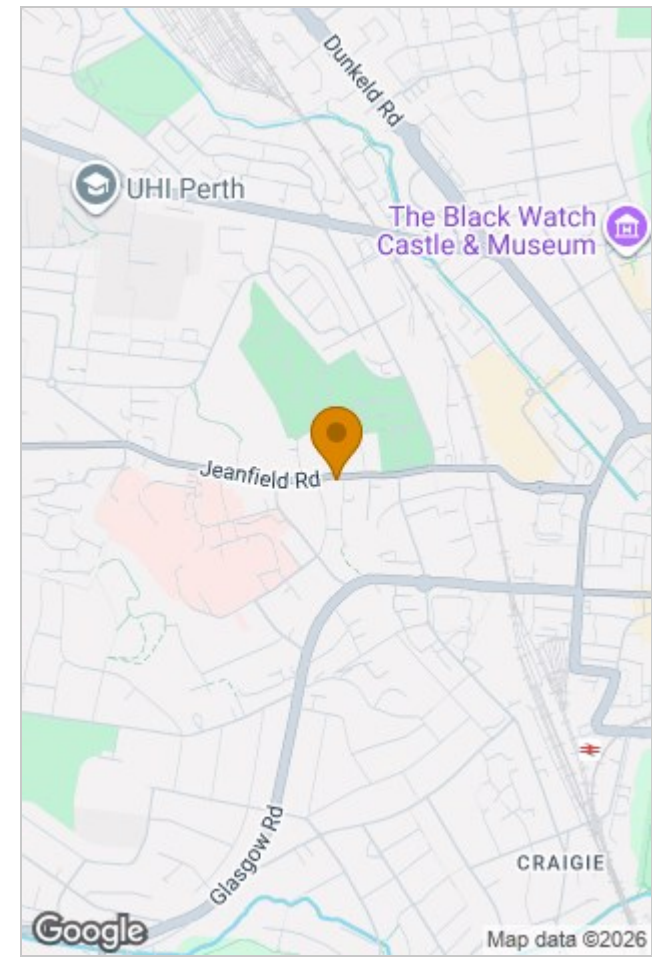 Dunkeld Rd
UHI Perth
The Black Watch
Castle & Museum
Jeanfield Rd
Glasgow Rd
CRAIGIE
Google
Map data ©2026